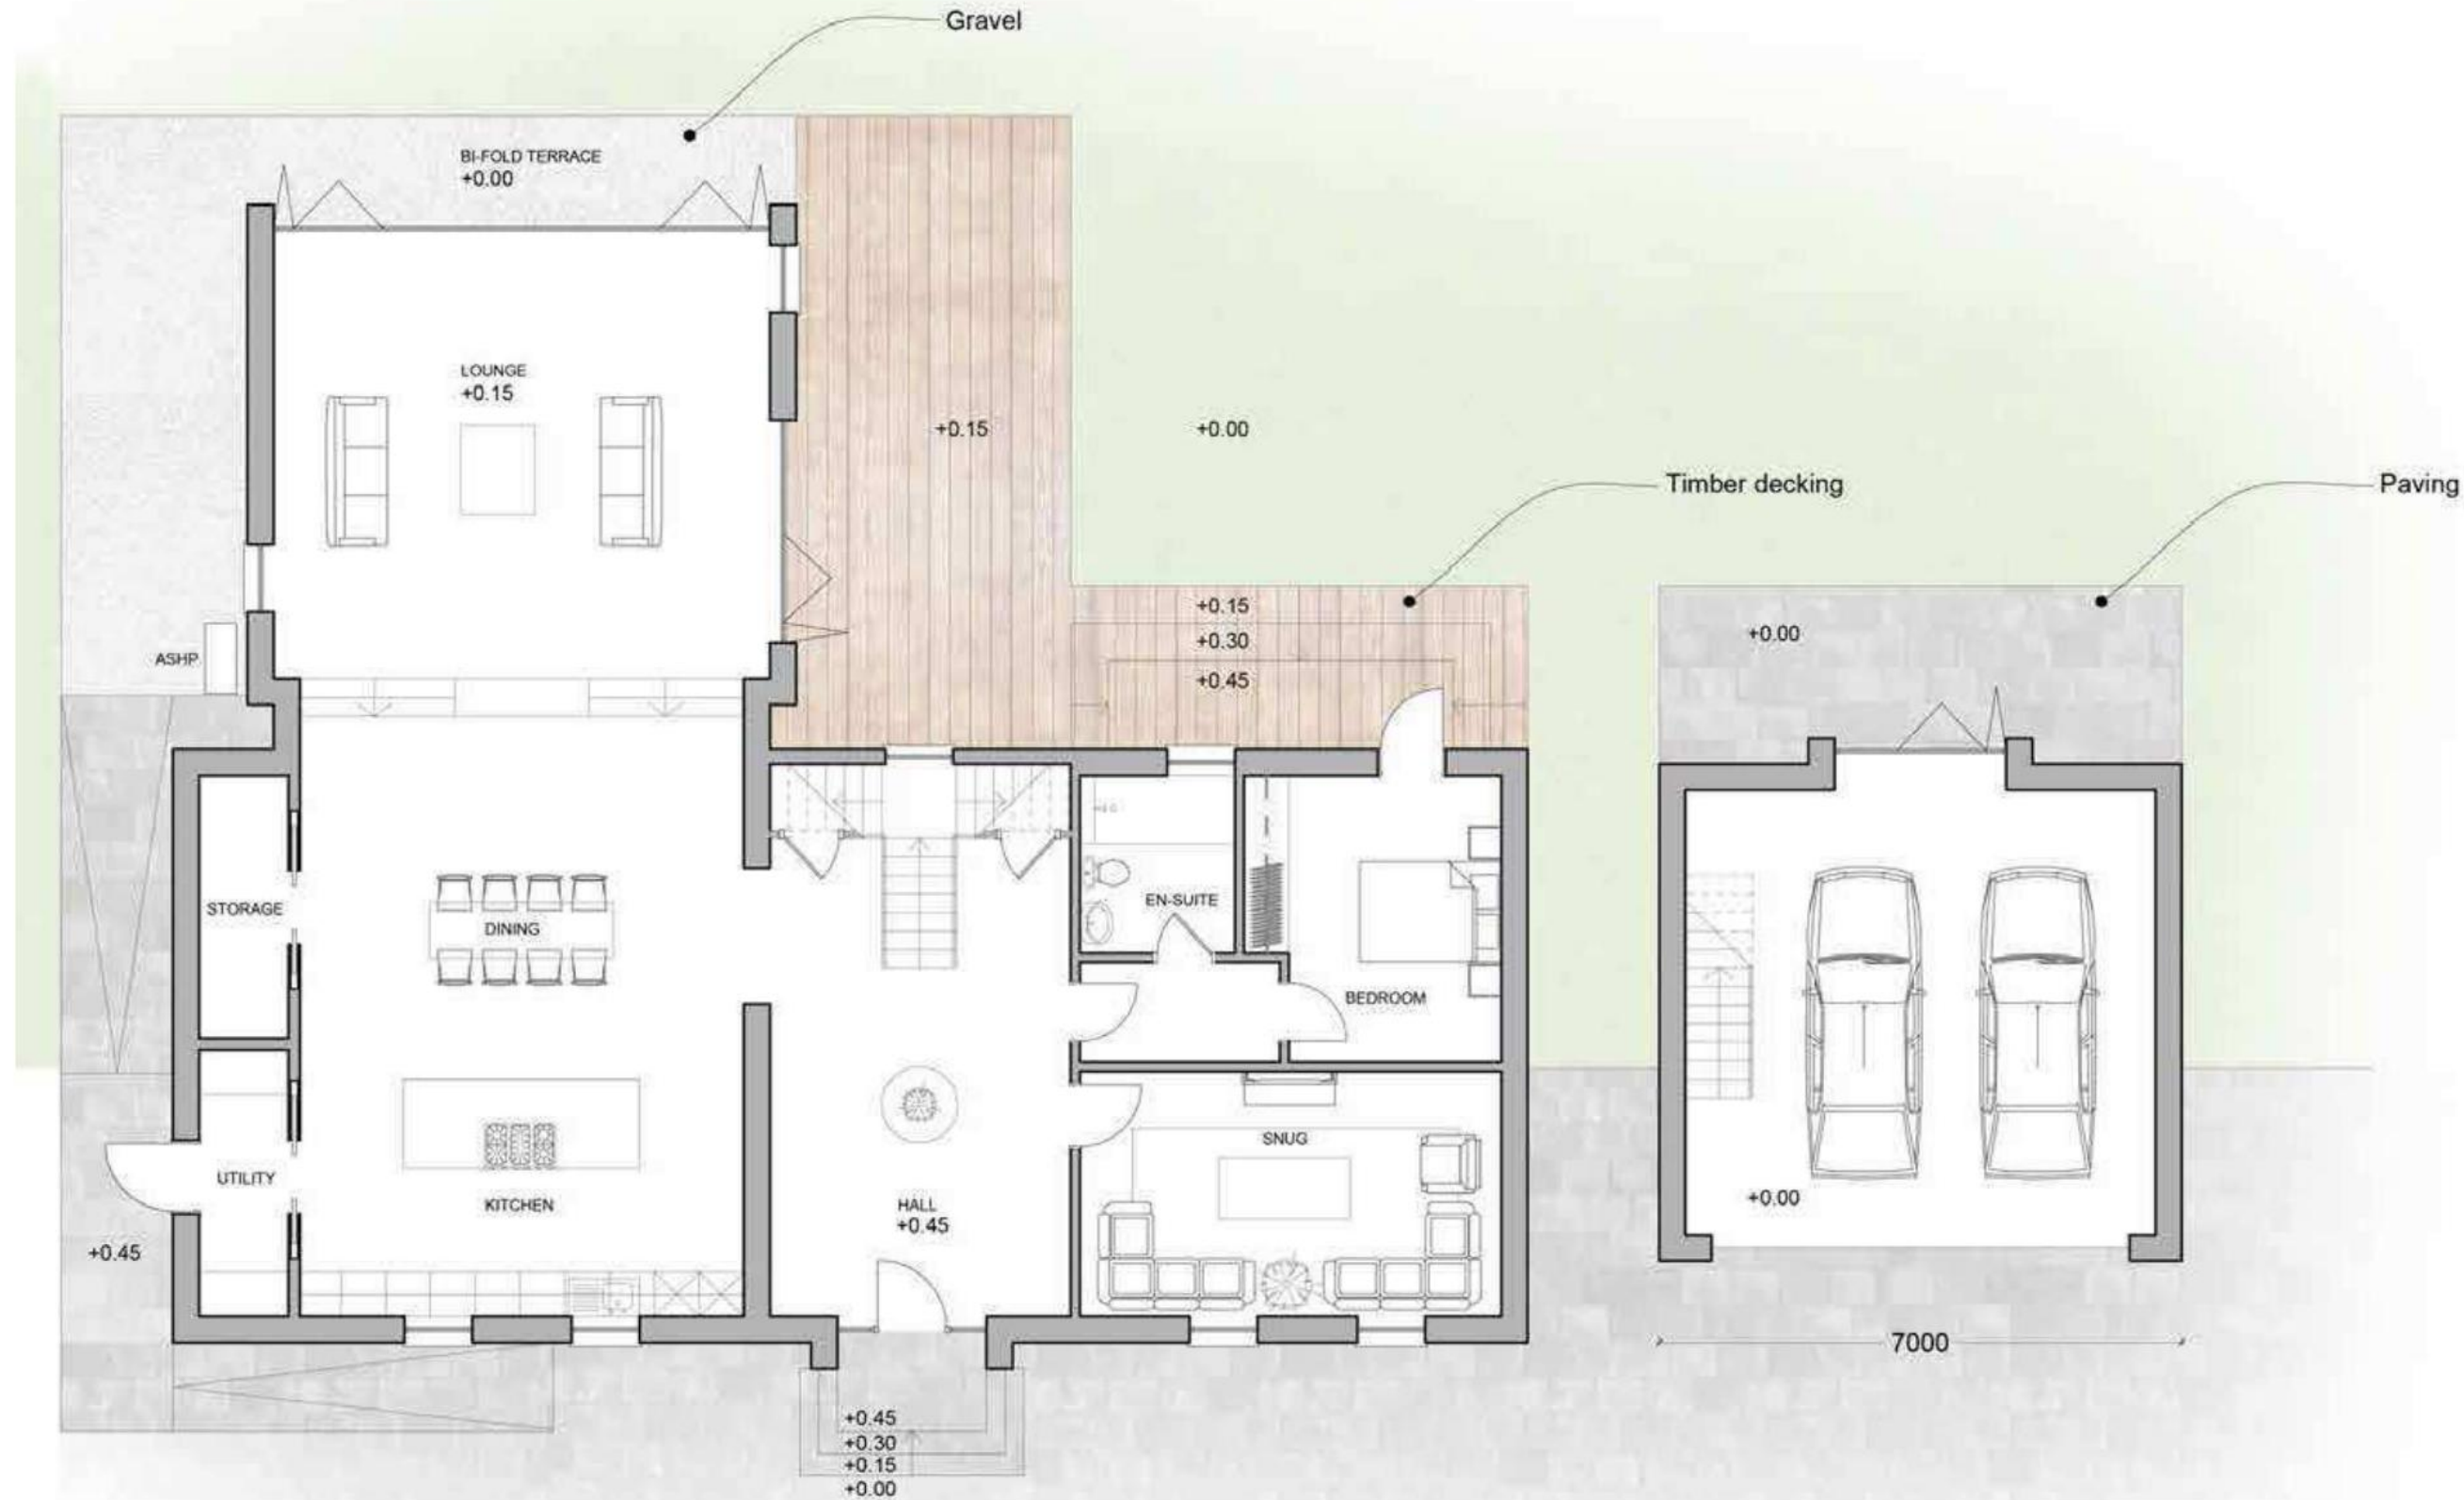 Gravel
BI-FOLD TERRACE
+0.00
LOUNGE
+0.15
+0.15
+0.00
Timber decking
Paving
+0.15
+0.30
+0.45
+0.00
ASHP
STORAGE
DINING
EN-SUITE
BEDROOM
SNUG
UTILITY
KITCHEN
HALL
+0.45
+0.00
+0.45
7000
+0.45
+0.30
+0.15
+0.00